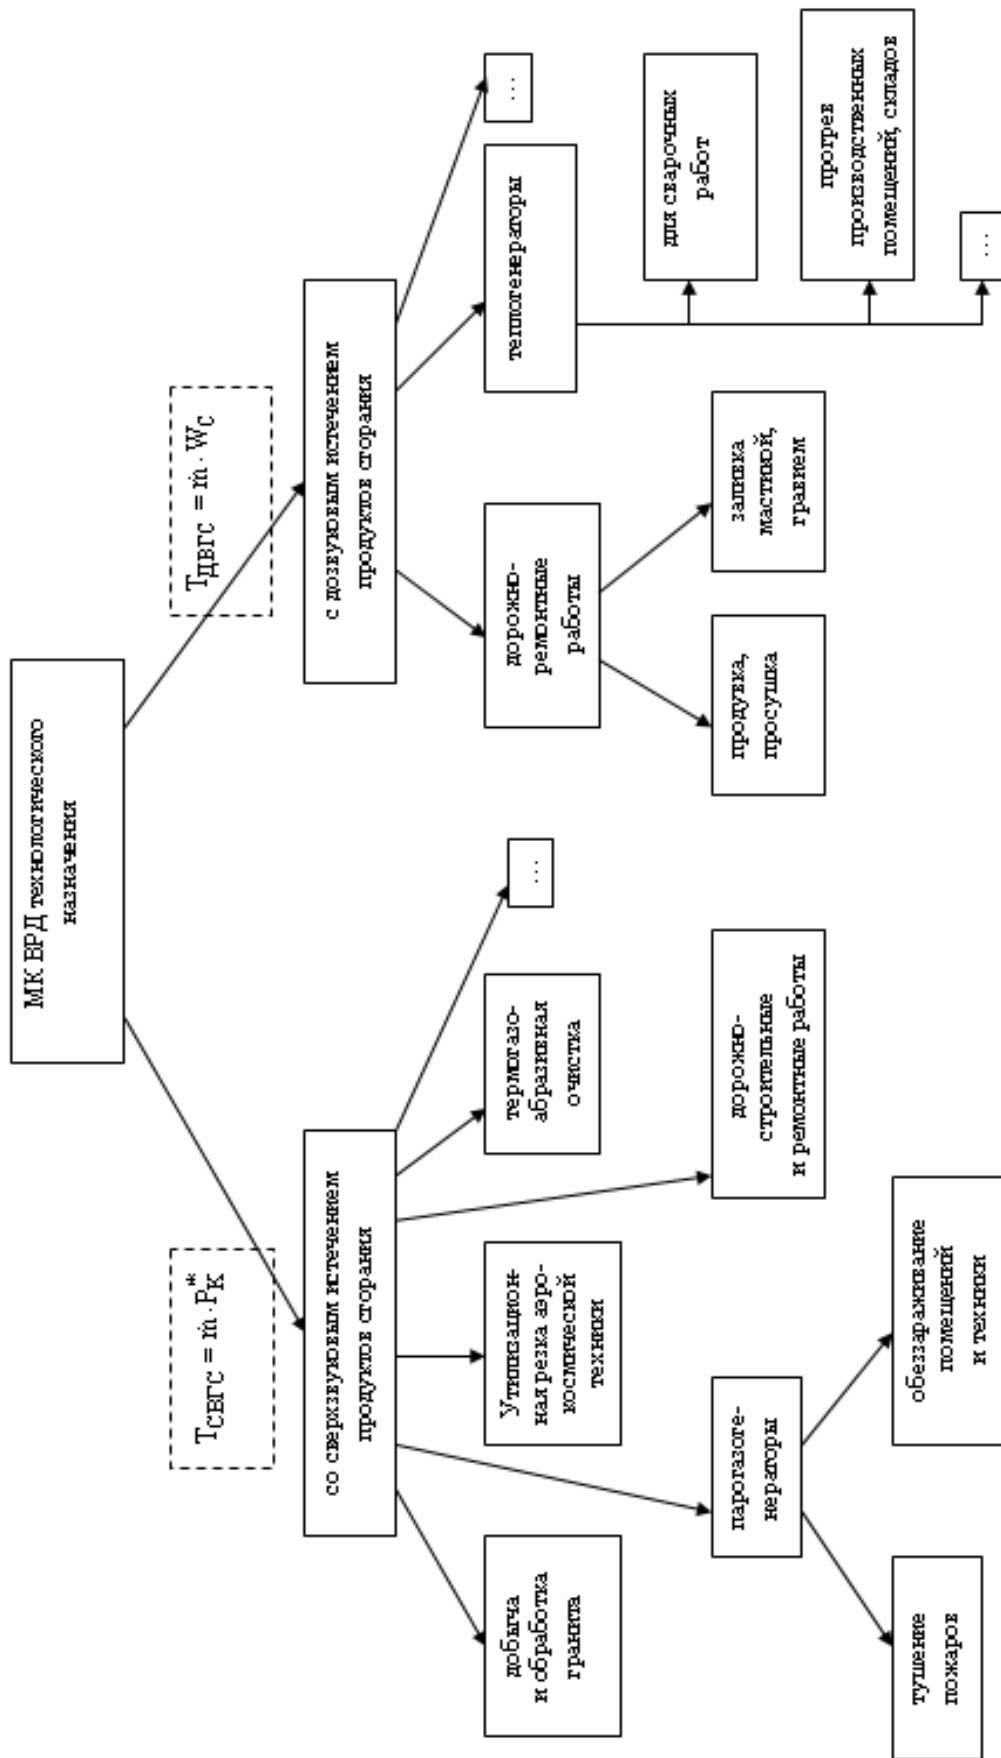 МК ВРД технологического
назначения
T_СВГС = ṁ · P_К^*
T_ДВГС = ṁ · W_С
со сверхзвуковым истечением
продуктов сгорания
с дозвуковым истечением
продуктов сгорания
добыча
и обработка
гранита
Утилизацион-
ная резка аэро-
космической
техники
термогазо-
абразивная
очистка
...
дорожно-
ремонтные
работы
теплогенераторы
...
парогазоге-
нераторы
дорожно-
строительные
и ремонтные работы
продувка,
просушка
заливка
мастикой,
гравием
для сварочных
работ
прогрев
производственных
помещений, складов
...
тушение
пожаров
обеззараживание
помещений
и техники